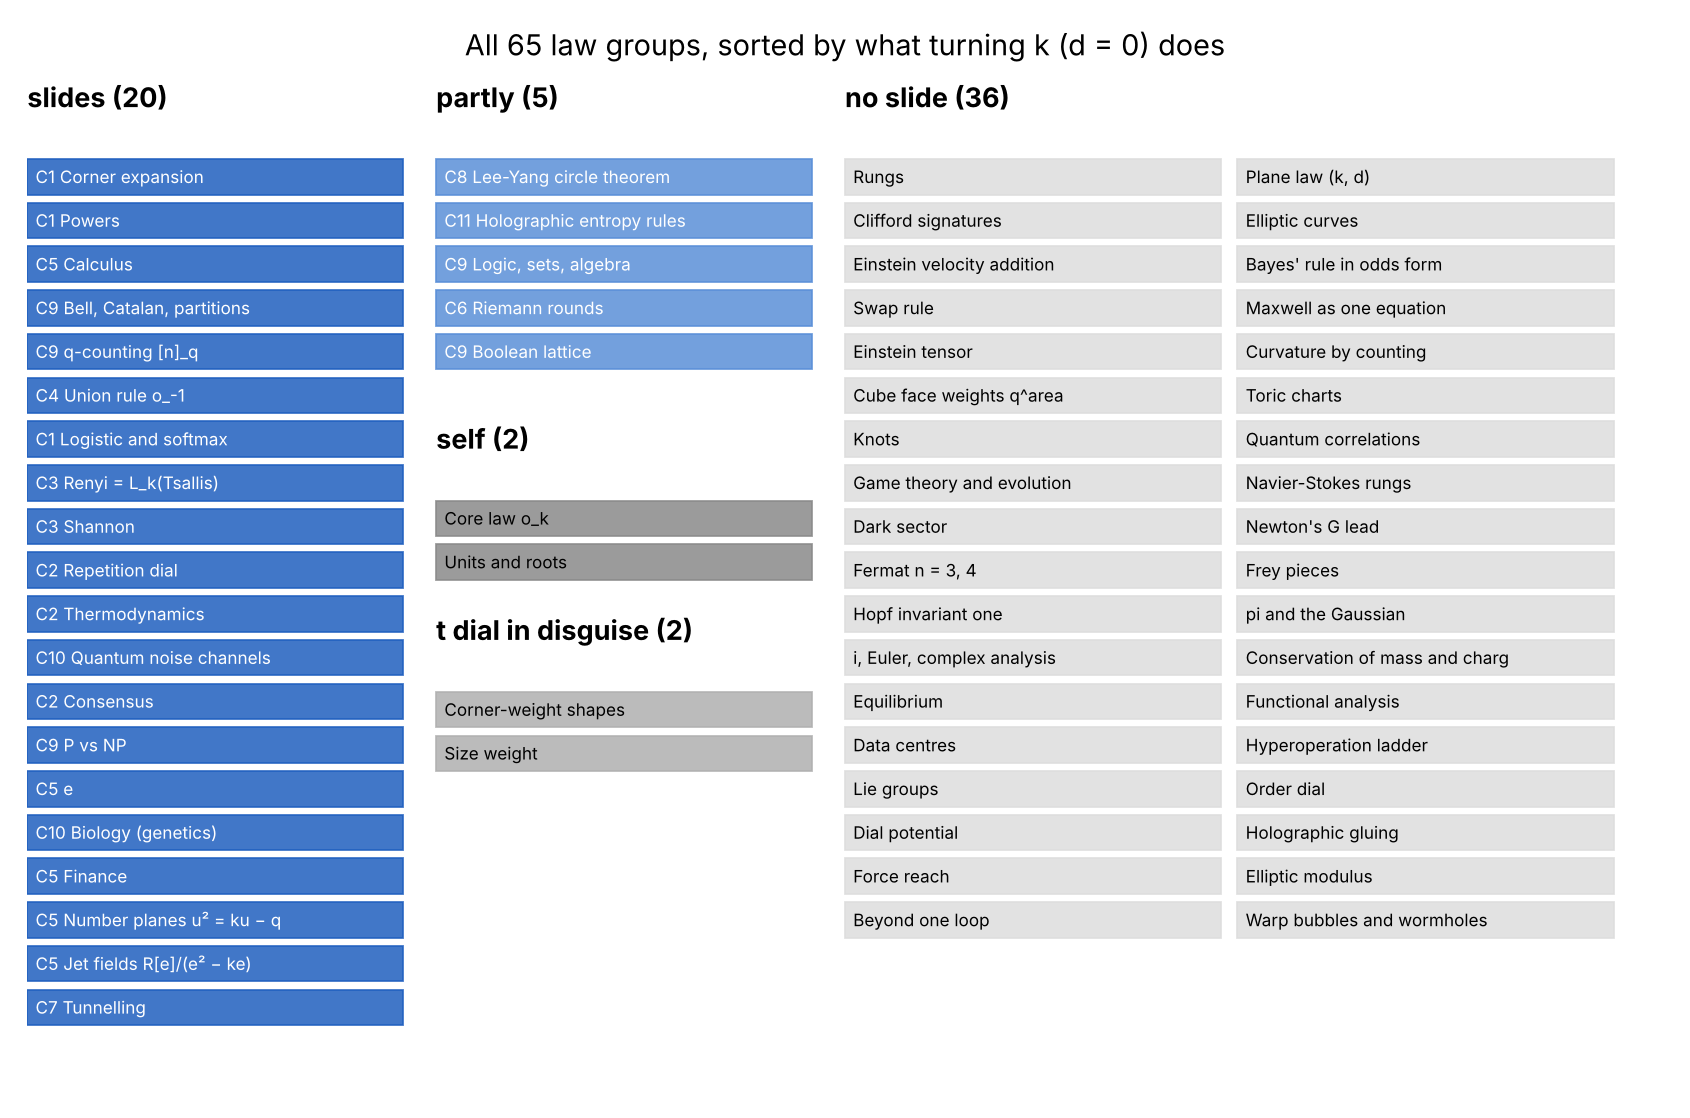 All 65 law groups, sorted by what turning k (d = 0) does
slides (20)
C1 Corner expansion
C1 Powers
C5 Calculus
C9 Bell, Catalan, partitions
C9 q-counting [n]_q
C4 Union rule o_-1
C1 Logistic and softmax
C3 Renyi = L_k(Tsallis)
C3 Shannon
C2 Repetition dial
C2 Thermodynamics
C10 Quantum noise channels
C2 Consensus
C9 P vs NP
C5 e
C10 Biology (genetics)
C5 Finance
C5 Number planes u² = ku − q
C5 Jet fields R[e]/(e² − ke)
C7 Tunnelling
partly (5)
C8 Lee-Yang circle theorem
C11 Holographic entropy rules
C9 Logic, sets, algebra
C6 Riemann rounds
C9 Boolean lattice
self (2)
Core law o_k
Units and roots
t dial in disguise (2)
Corner-weight shapes
Size weight
no slide (36)
Rungs
Clifford signatures
Einstein velocity addition
Swap rule
Einstein tensor
Cube face weights q^area
Knots
Game theory and evolution
Dark sector
Fermat n = 3, 4
Hopf invariant one
i, Euler, complex analysis
Equilibrium
Data centres
Lie groups
Dial potential
Force reach
Beyond one loop
Plane law (k, d)
Elliptic curves
Bayes' rule in odds form
Maxwell as one equation
Curvature by counting
Toric charts
Quantum correlations
Navier-Stokes rungs
Newton's G lead
Frey pieces
pi and the Gaussian
Conservation of mass and charg
Functional analysis
Hyperoperation ladder
Order dial
Holographic gluing
Elliptic modulus
Warp bubbles and wormholes